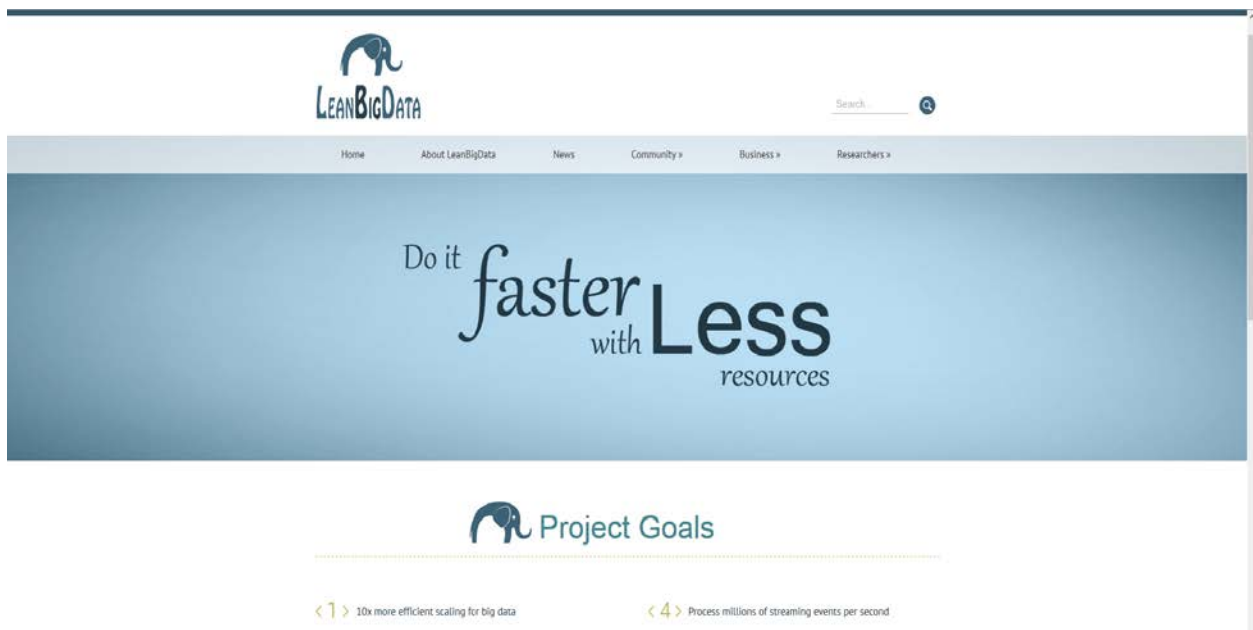 LeanBigData
Search...
Home About LeanBigData News Community » Business » Researchers »
Do it faster with Less resources
Project Goals
< 1 > 10x more efficient scaling for big data
< 4 > Process millions of streaming events per second